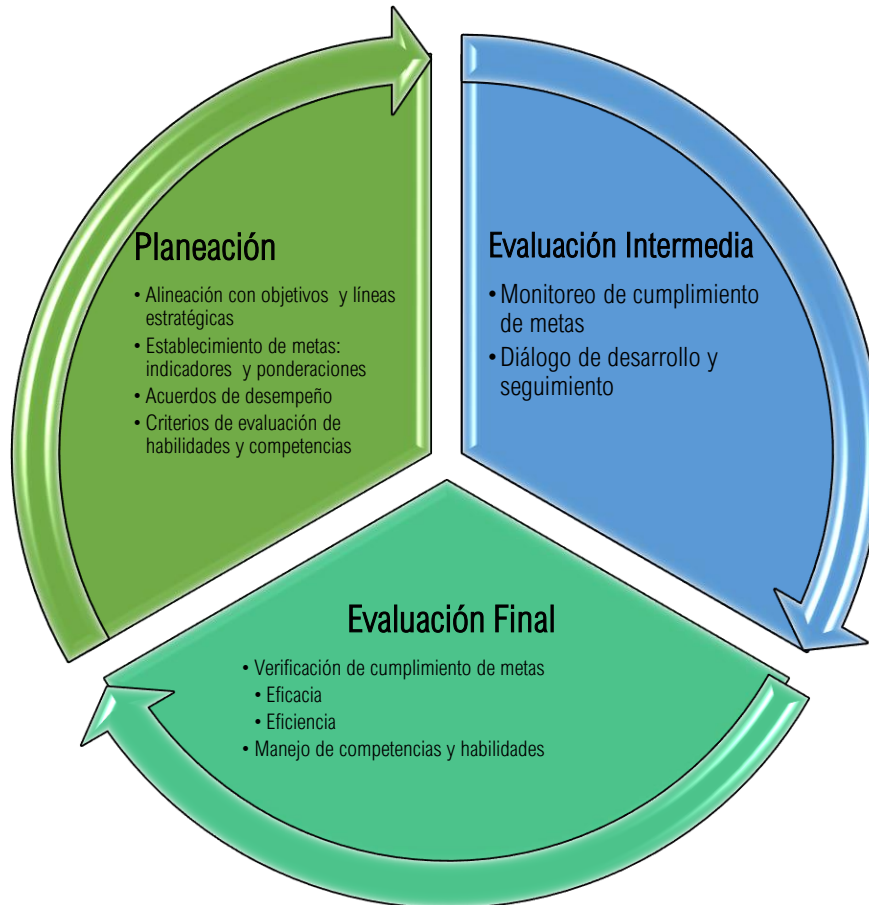 Planeación
• Alineación con objetivos y líneas
estratégicas
• Establecimiento de metas:
indicadores y ponderaciones
• Acuerdos de desempeño
• Criterios de evaluación de
habilidades y competencias
Evaluación Intermedia
• Monitoreo de cumplimiento
de metas
• Diálogo de desarrollo y
seguimiento
Evaluación Final
• Verificación de cumplimiento de metas
• Eficacia
• Eficiencia
• Manejo de competencias y habilidades